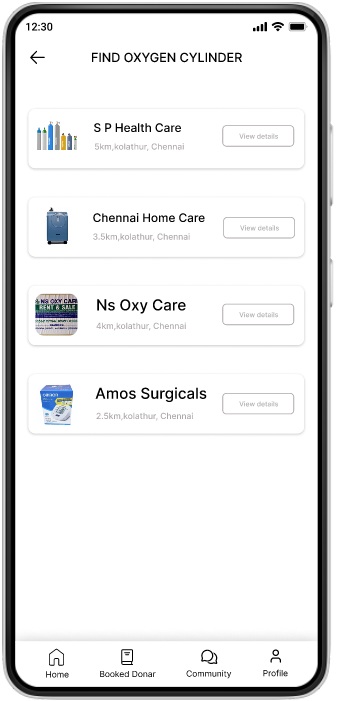 12:30
FIND OXYGEN CYLINDER
S P Health Care
5km,kolathur, Chennai
View details
Chennai Home Care
3.5km,kolathur, Chennai
View details
NS OXY CARE
RENT & SALE
Ns Oxy Care
4km,kolathur, Chennai
View details
Amos Surgicals
2.5km,kolathur, Chennai
View details
Home
Booked Donar
Community
Profile